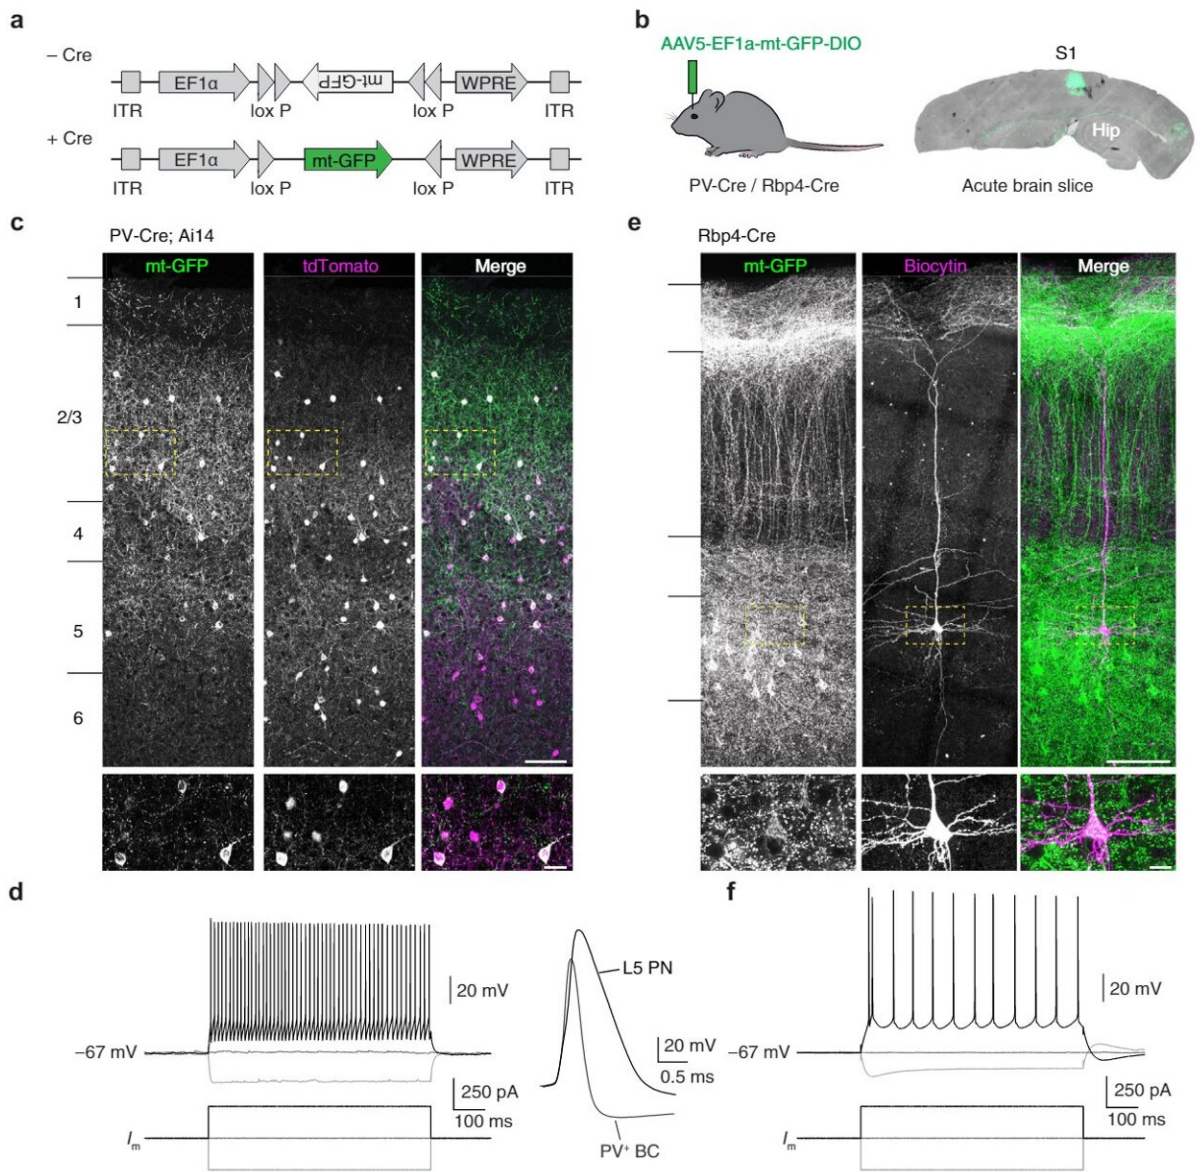 a
– Cre
EF1α
mt-GFP
WPRE
ITR
lox P
lox P
ITR
+ Cre
EF1α
mt-GFP
WPRE
ITR
lox P
lox P
ITR
b
AAV5-EF1a-mt-GFP-DIO
S1
Hip
PV-Cre / Rbp4-Cre
Acute brain slice
c
PV-Cre; Ai14
mt-GFP
tdTomato
Merge
1
2/3
4
5
6
e
Rbp4-Cre
mt-GFP
Biocytin
Merge
d
20 mV
–67 mV
250 pA
100 ms
Im
L5 PN
20 mV
0.5 ms
PV+ BC
f
20 mV
–67 mV
250 pA
100 ms
Im